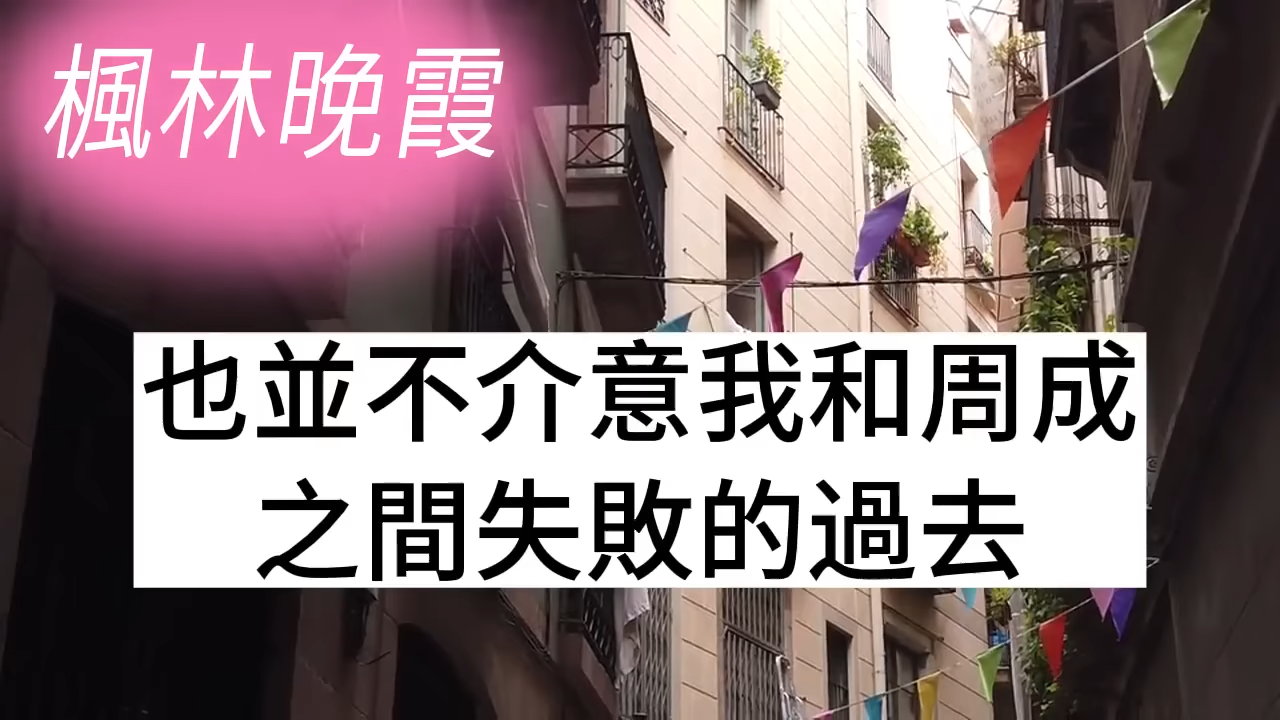 楓林晚霞
也並不介意我和周成
之間失敗的過去